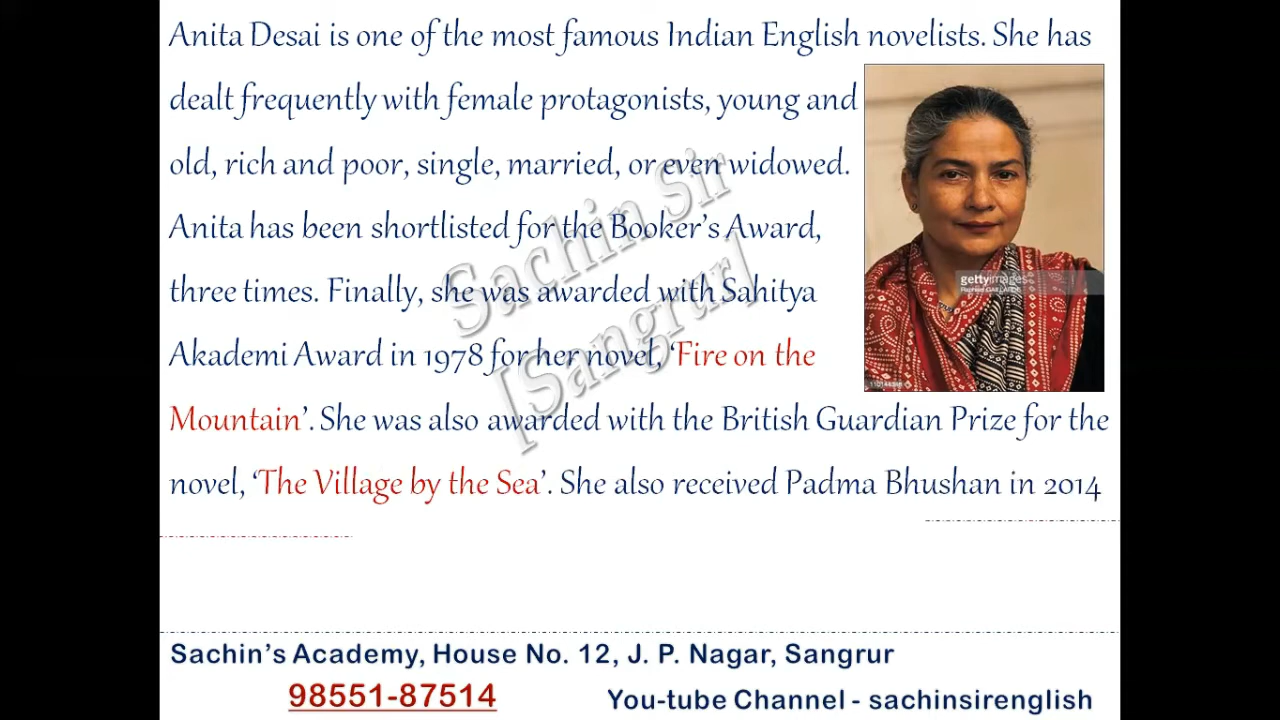 Anita Desai is one of the most famous Indian English novelists. She has
dealt frequently with female protagonists, young and
old, rich and poor, single, married, or even widowed.
Anita has been shortlisted for the Booker's Award,
three times. Finally, she was awarded with Sahitya
Akademi Award in 1978 for her novel, ‘Fire on the
Mountain’. She was also awarded with the British Guardian Prize for the
novel, ‘The Village by the Sea’. She also received Padma Bhushan in 2014
Sachin Sir
[Sangrur]
gettyimages
Sachin's Academy, House No. 12, J. P. Nagar, Sangrur
98551-87514
You-tube Channel - sachinsirenglish